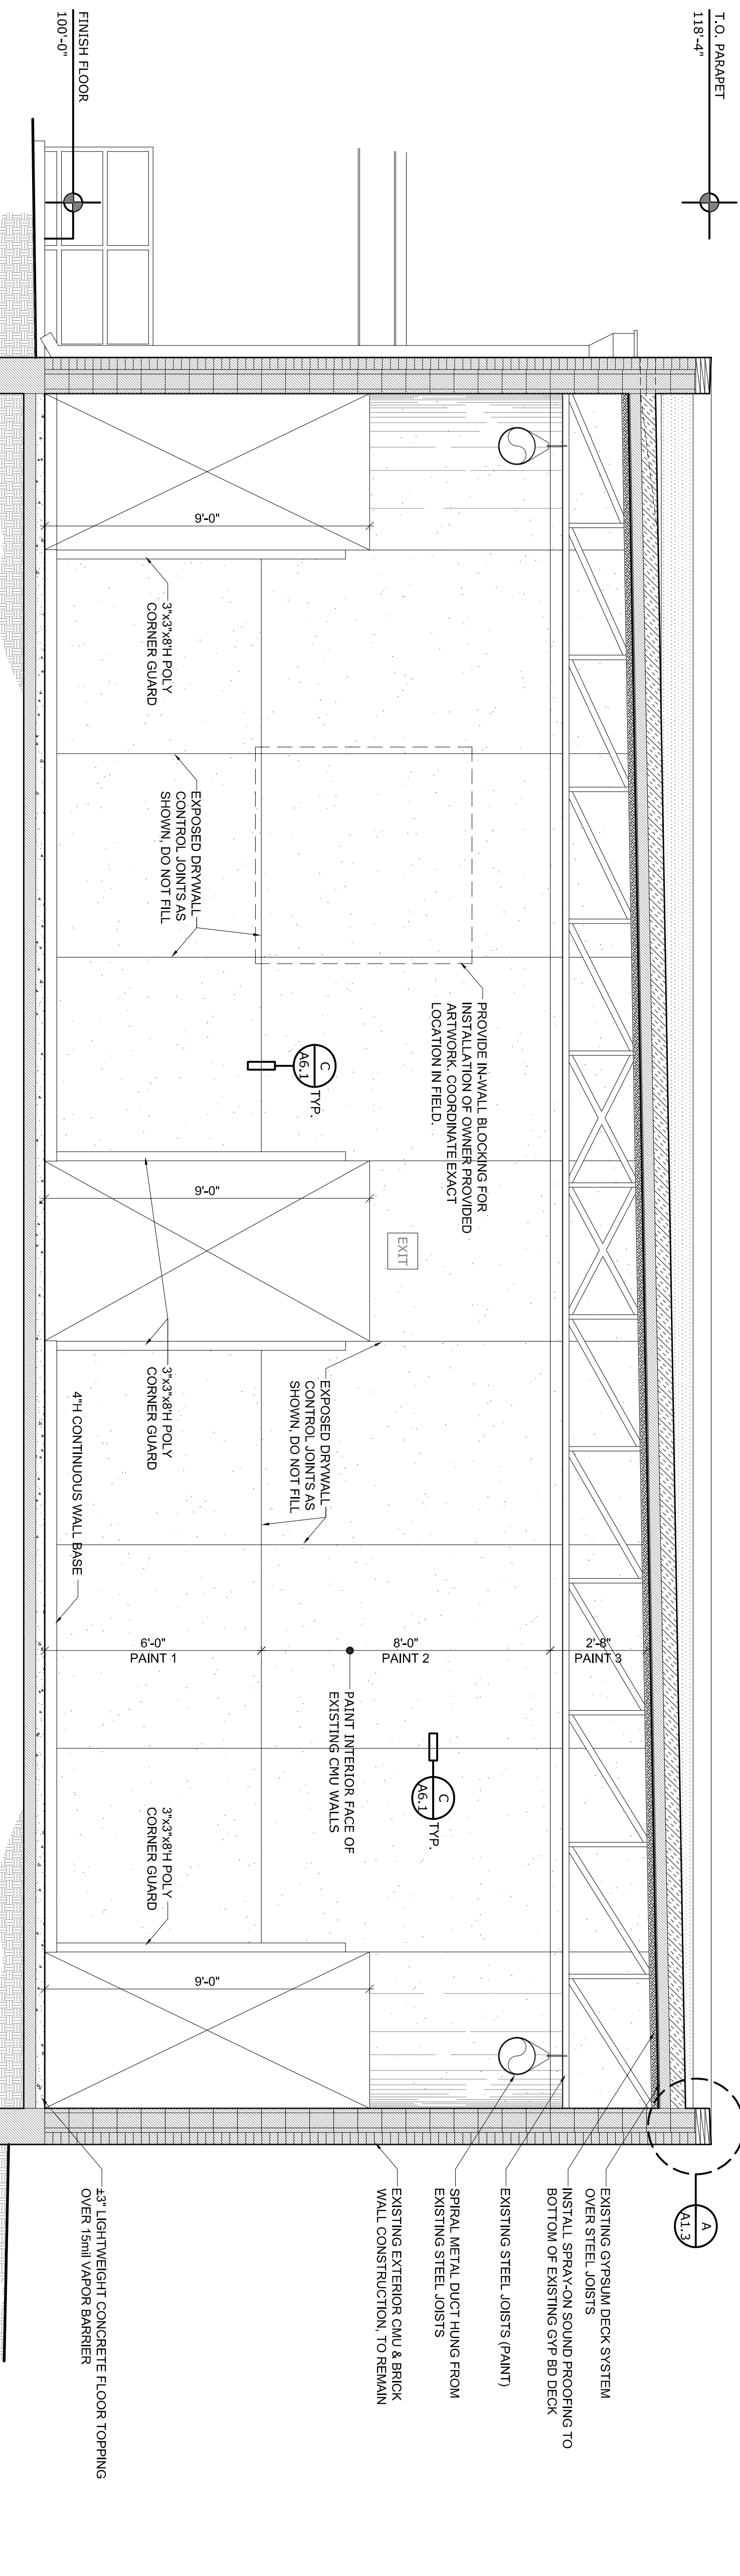 T.O. PARAPET
118'-4"
FINISH FLOOR
100'-0"
9'-0"
3"x3"x8'H POLY
CORNER GUARD
EXPOSED DRYWALL
CONTROL JOINTS AS
SHOWN, DO NOT FILL
PROVIDE IN-WALL BLOCKING FOR
INSTALLATION OF OWNER PROVIDED
ARTWORK. COORDINATE EXACT
LOCATION IN FIELD.
C
A6.1
TYP.
9'-0"
EXIT
3"x3"x8'H POLY
CORNER GUARD
4"H CONTINUOUS WALL BASE
EXPOSED DRYWALL
CONTROL JOINTS AS
SHOWN, DO NOT FILL
2'-8"
PAINT 3
8'-0"
PAINT 2
6'-0"
PAINT 1
PAINT INTERIOR FACE OF
EXISTING CMU WALLS
C
A6.1
TYP.
3"x3"x8'H POLY
CORNER GUARD
9'-0"
A
A1.3
EXISTING GYPSUM DECK SYSTEM
OVER STEEL JOISTS
INSTALL SPRAY-ON SOUND PROOFING TO
BOTTOM OF EXISTING GYP BD DECK
EXISTING STEEL JOISTS (PAINT)
SPIRAL METAL DUCT HUNG FROM
EXISTING STEEL JOISTS
EXISTING EXTERIOR CMU & BRICK
WALL CONSTRUCTION, TO REMAIN
±3" LIGHTWEIGHT CONCRETE FLOOR TOPPING
OVER 15mil VAPOR BARRIER